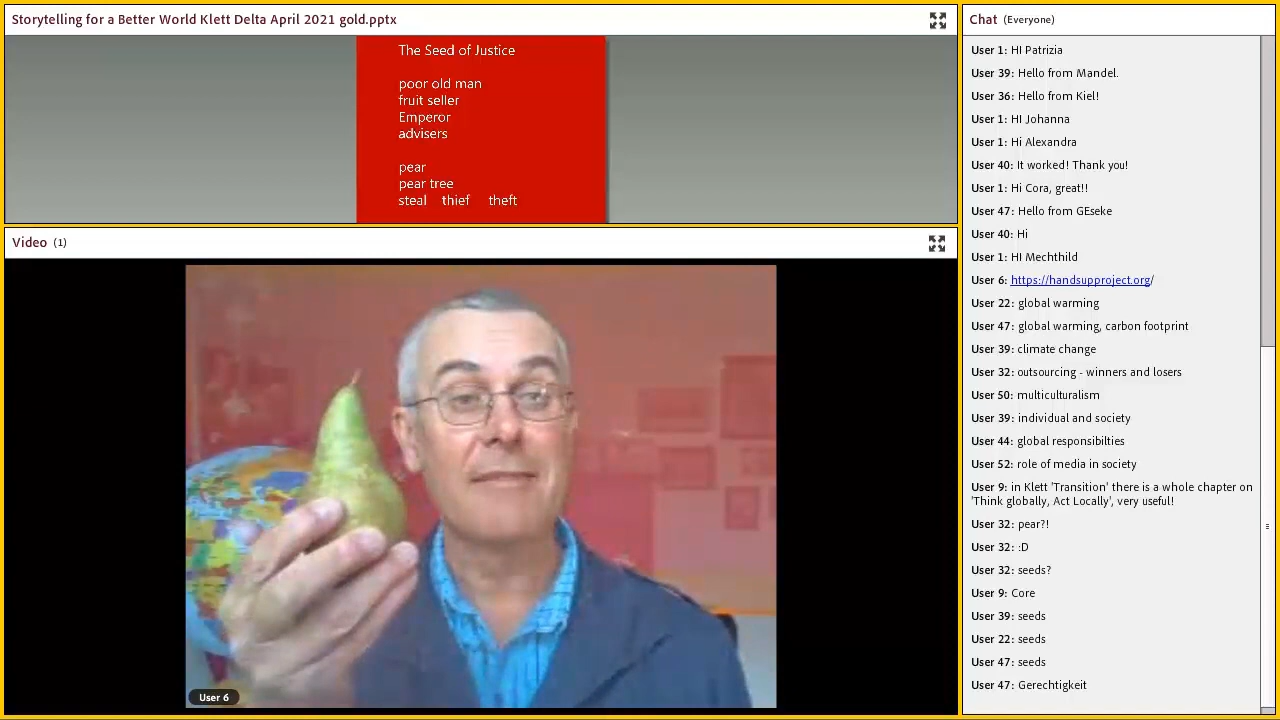 Storytelling for a Better World Klett Delta April 2021 gold.pptx
The Seed of Justice
poor old man
fruit seller
Emperor
advisers
pear
pear tree
steal thief theft
Video (1)
User 6
Chat (Everyone)
User 1: HI Patrizia
User 39: Hello from Mandel.
User 36: Hello from Kiel!
User 1: HI Johanna
User 1: Hi Alexandra
User 40: It worked! Thank you!
User 1: Hi Cora, great!!
User 47: Hello from GEseke
User 40: Hi
User 1: HI Mechthild
User 6: https://handsupproject.org/
User 22: global warming
User 47: global warming, carbon footprint
User 39: climate change
User 32: outsourcing - winners and losers
User 50: multiculturalism
User 39: individual and society
User 44: global responsibilties
User 52: role of media in society
User 9: in Klett 'Transition' there is a whole chapter on
'Think globally, Act Locally', very useful!
User 32: pear?!
User 32: :D
User 32: seeds?
User 9: Core
User 39: seeds
User 22: seeds
User 47: seeds
User 47: Gerechtigkeit